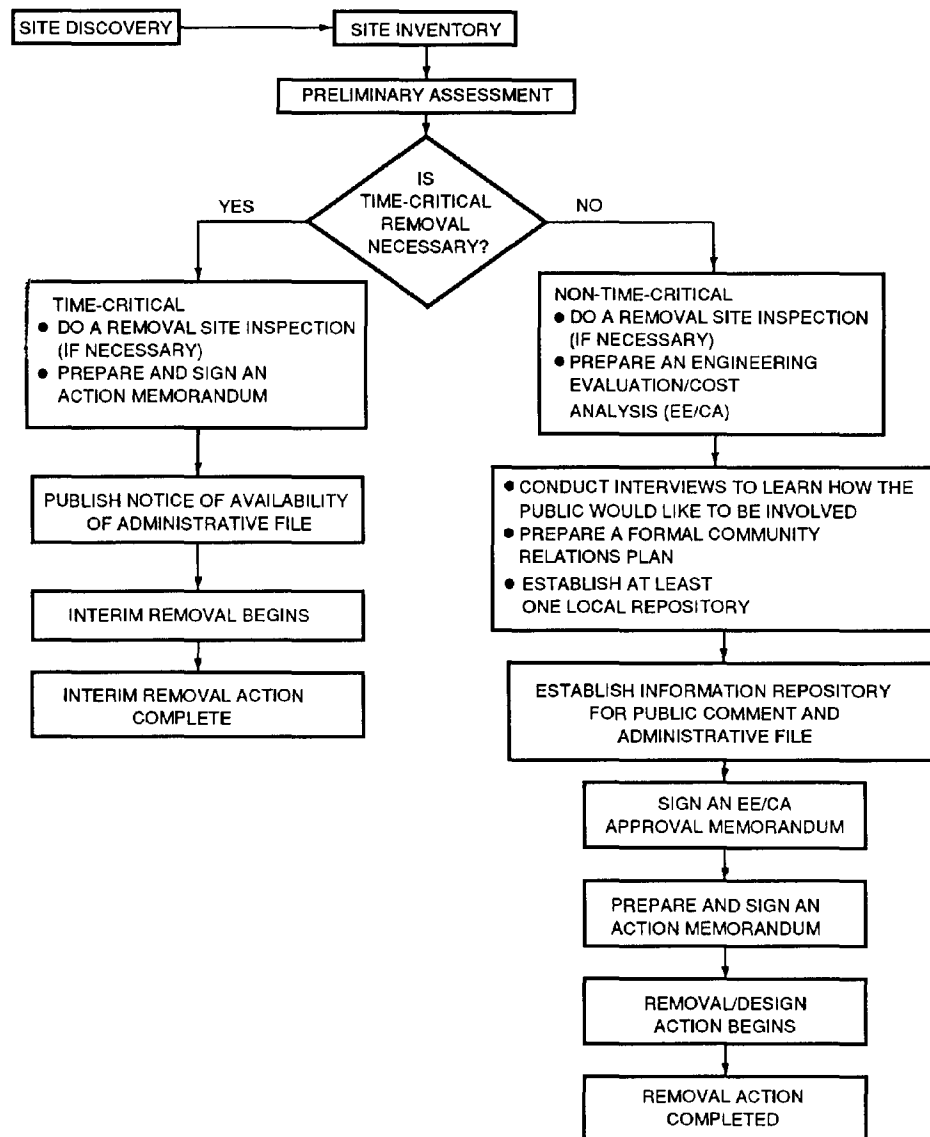 SITE DISCOVERY
SITE INVENTORY
PRELIMINARY ASSESSMENT
IS
TIME-CRITICAL
REMOVAL
NECESSARY?
YES
NO
TIME-CRITICAL
● DO A REMOVAL SITE INSPECTION
(IF NECESSARY)
● PREPARE AND SIGN AN
ACTION MEMORANDUM
PUBLISH NOTICE OF AVAILABILITY
OF ADMINISTRATIVE FILE
INTERIM REMOVAL BEGINS
INTERIM REMOVAL ACTION
COMPLETE
NON-TIME-CRITICAL
● DO A REMOVAL SITE INSPECTION
(IF NECESSARY)
● PREPARE AN ENGINEERING
EVALUATION/COST
ANALYSIS (EE/CA)
● CONDUCT INTERVIEWS TO LEARN HOW THE
PUBLIC WOULD LIKE TO BE INVOLVED
● PREPARE A FORMAL COMMUNITY
RELATIONS PLAN
● ESTABLISH AT LEAST
ONE LOCAL REPOSITORY
ESTABLISH INFORMATION REPOSITORY
FOR PUBLIC COMMENT AND
ADMINISTRATIVE FILE
SIGN AN EE/CA
APPROVAL MEMORANDUM
PREPARE AND SIGN AN
ACTION MEMORANDUM
REMOVAL/DESIGN
ACTION BEGINS
REMOVAL ACTION
COMPLETED